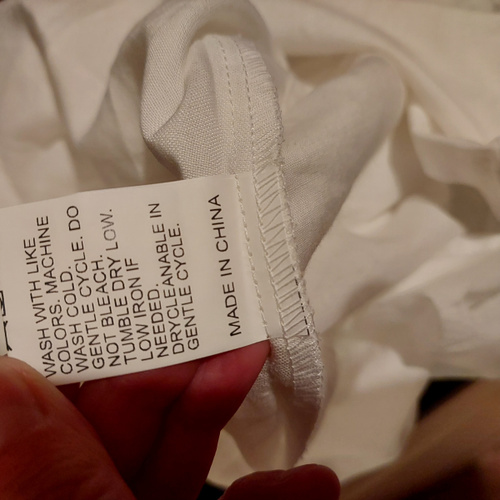 WASH WITH LIKE
COLORS. MACHINE
WASH COLD.
GENTLE CYCLE. DO
NOT BLEACH.
TUMBLE DRY LOW.
LOW IRON IF
NEEDED.
DRYCLEANABLE IN
GENTLE CYCLE.
MADE IN CHINA